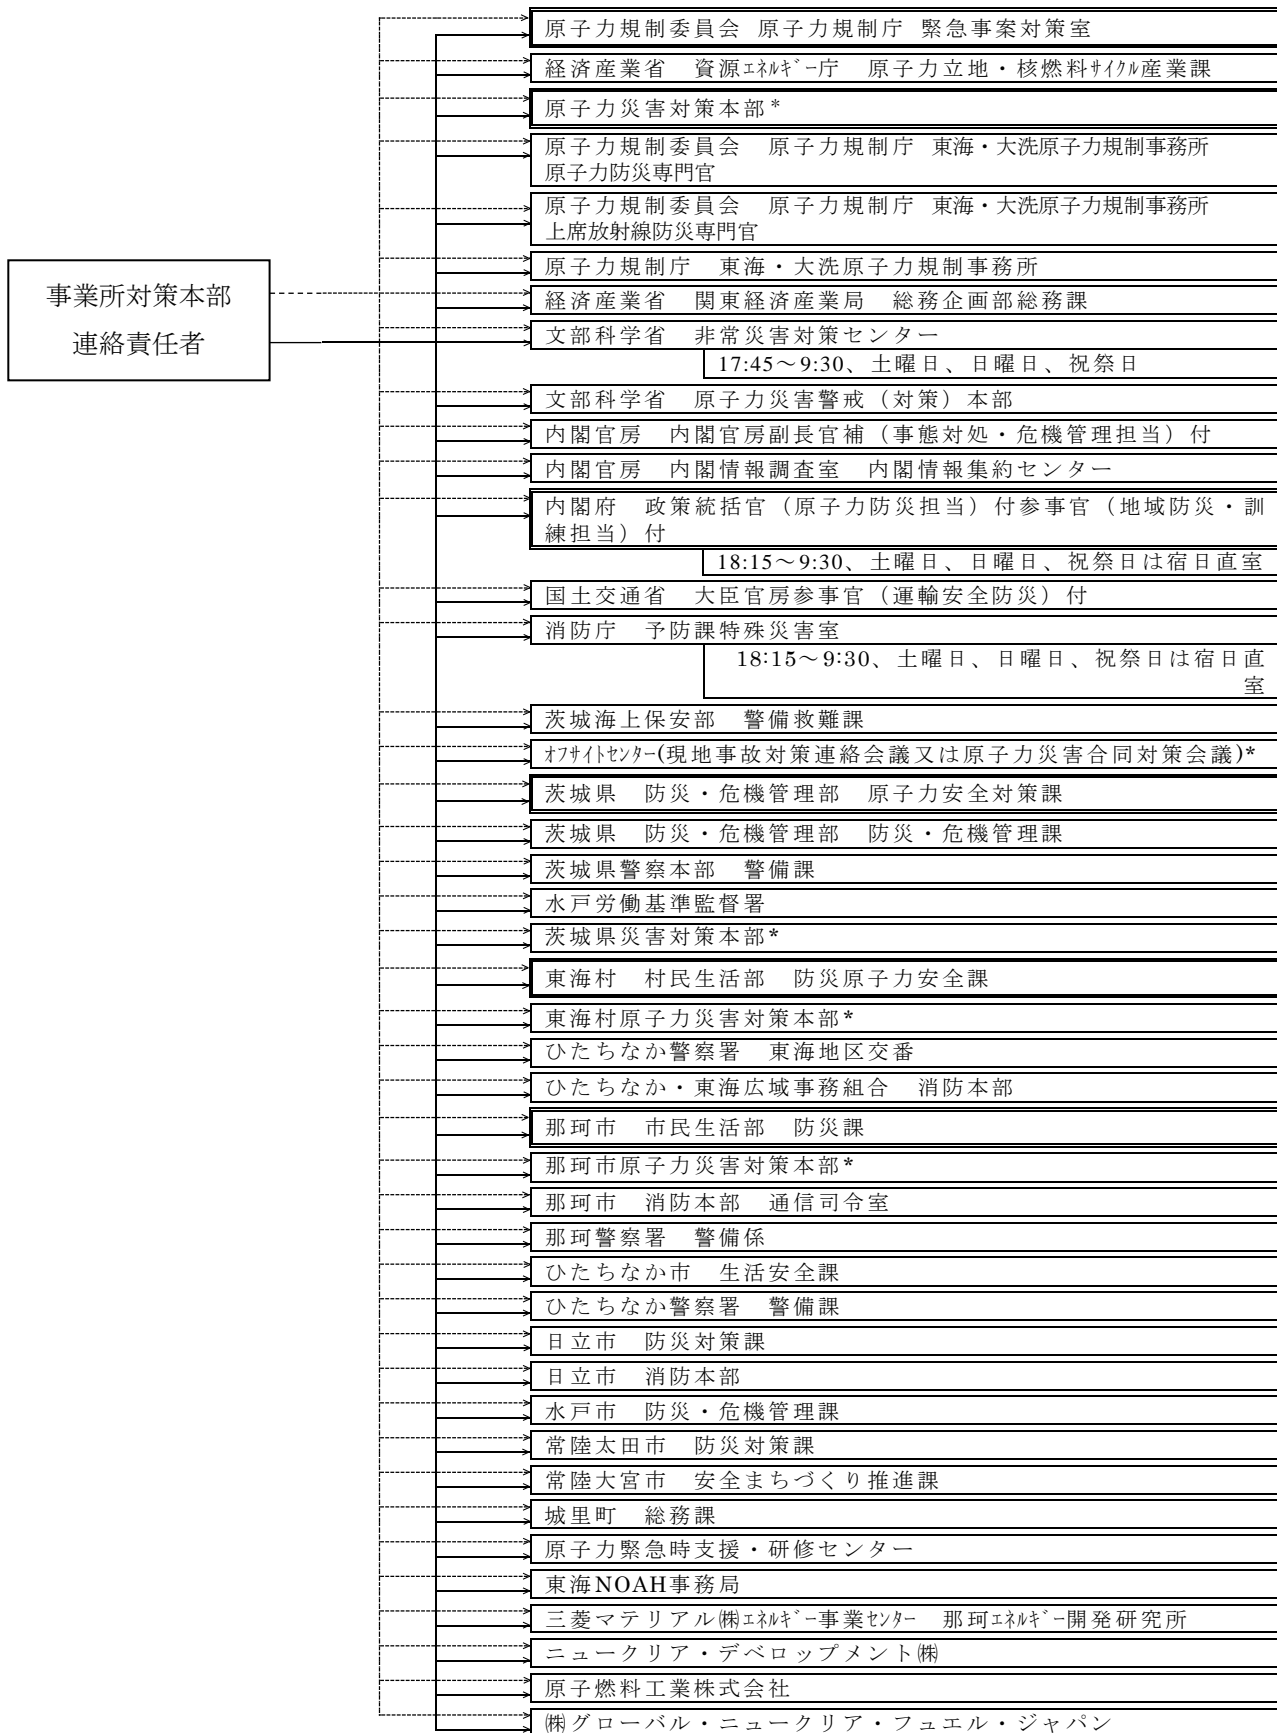 原子力規制委員会 原子力規制庁 緊急事案対策室
経済産業省 資源ｴﾈﾙｷﾞｰ庁 原子力立地・核燃料ｻｲｸﾙ産業課
原子力災害対策本部*
原子力規制委員会 原子力規制庁 東海・大洗原子力規制事務所
原子力防災専門官
原子力規制委員会 原子力規制庁 東海・大洗原子力規制事務所
上席放射線防災専門官
原子力規制庁 東海・大洗原子力規制事務所
事業所対策本部
連絡責任者
経済産業省 関東経済産業局 総務企画部総務課
文部科学省 非常災害対策センター
17:45～9:30、土曜日、日曜日、祝祭日
文部科学省 原子力災害警戒（対策）本部
内閣官房 内閣官房副長官補（事態対処・危機管理担当）付
内閣官房 内閣情報調査室 内閣情報集約センター
内閣府 政策統括官（原子力防災担当）付参事官（地域防災・訓
練担当）付
18:15～9:30、土曜日、日曜日、祝祭日は宿日直室
国土交通省 大臣官房参事官（運輸安全防災）付
消防庁 予防課特殊災害室
18:15～9:30、土曜日、日曜日、祝祭日は宿日直
室
茨城海上保安部 警備救難課
ｵﾌｻｲﾄｾﾝﾀｰ(現地事故対策連絡会議又は原子力災害合同対策会議)*
茨城県 防災・危機管理部 原子力安全対策課
茨城県 防災・危機管理部 防災・危機管理課
茨城県警察本部 警備課
水戸労働基準監督署
茨城県災害対策本部*
東海村 村民生活部 防災原子力安全課
東海村原子力災害対策本部*
ひたちなか警察署 東海地区交番
ひたちなか・東海広域事務組合 消防本部
那珂市 市民生活部 防災課
那珂市原子力災害対策本部*
那珂市 消防本部 通信司令室
那珂警察署 警備係
ひたちなか市 生活安全課
ひたちなか警察署 警備課
日立市 防災対策課
日立市 消防本部
水戸市 防災・危機管理課
常陸太田市 防災対策課
常陸大宮市 安全まちづくり推進課
城里町 総務課
原子力緊急時支援・研修センター
東海NOAH事務局
三菱マテリアル㈱ｴﾈﾙｷﾞｰ事業ｾﾝﾀｰ 那珂ｴﾈﾙｷﾞｰ開発研究所
ニュークリア・デベロップメント㈱
原子燃料工業株式会社
㈱グローバル・ニュークリア・フュエル・ジャパン